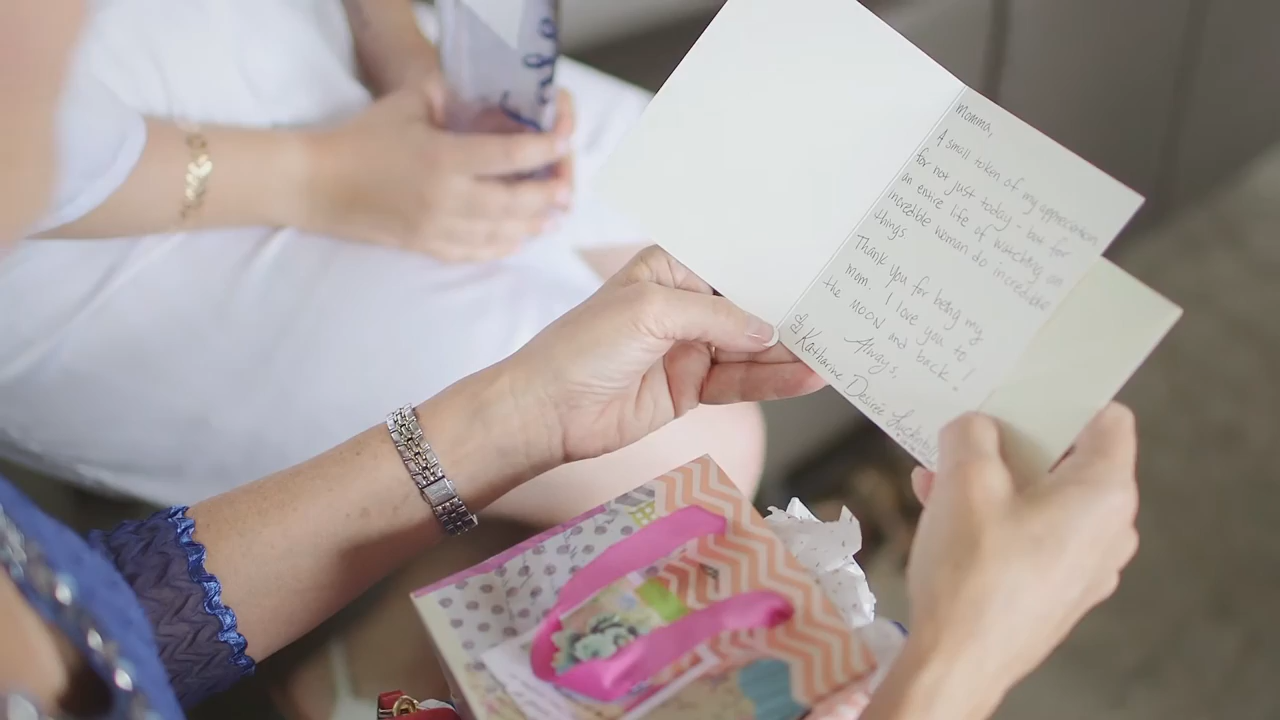 Momma,
A small token of my appreciation
for not just today - but for
an entire life of watching an
incredible woman do incredible
things
Thank you for being my
mom. I love you to
the MOON and back!
Always,
Katharine Desirée